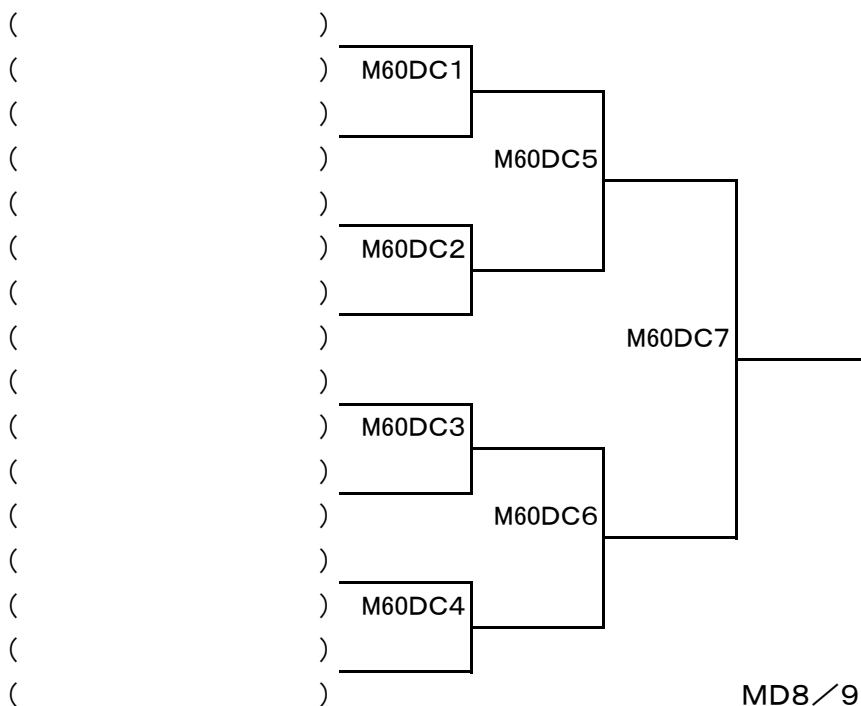 ( )
( ) M60DC1
( )
( ) M60DC5
( )
( ) M60DC2
( )
( ) M60DC7
( )
( ) M60DC3
( )
( ) M60DC6
( )
( ) M60DC4
( )
( ) MD8／9